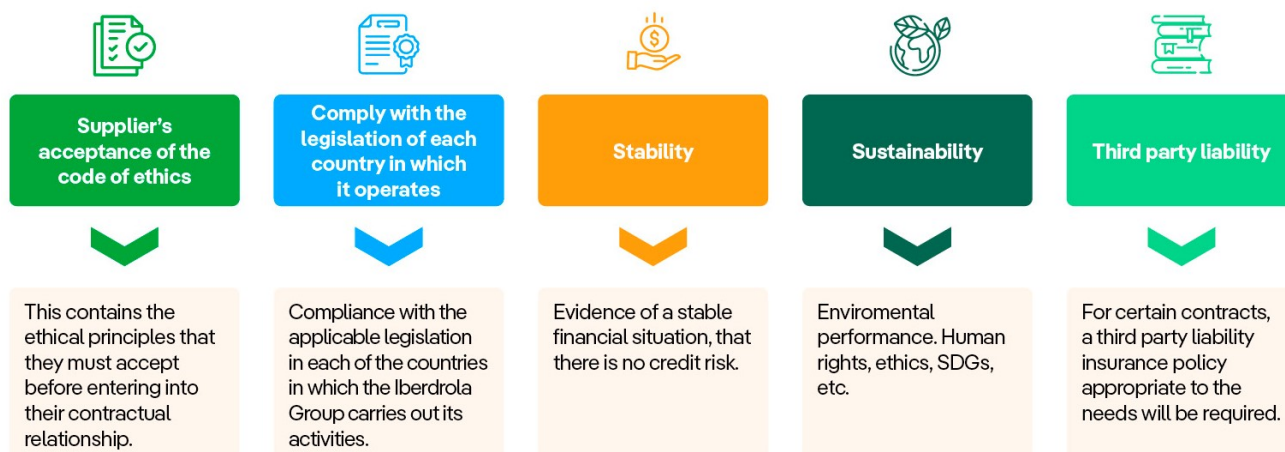 Supplier's
acceptance of the
code of ethics
Comply with the
legislation of each
country in which
it operates
Stability
Sustainability
Third party liability
This contains the
ethical principles that
they must accept
before entering into
their contractual
relationship.
Compliance with the
applicable legislation
in each of the countries
in which the Iberdrola
Group carries out its
activities.
Evidence of a stable
financial situation, that
there is no credit risk.
Enviromental
performance. Human
rights, ethics, SDGs,
etc.
For certain contracts,
a third party liability
insurance policy
appropriate to the
needs will be required.